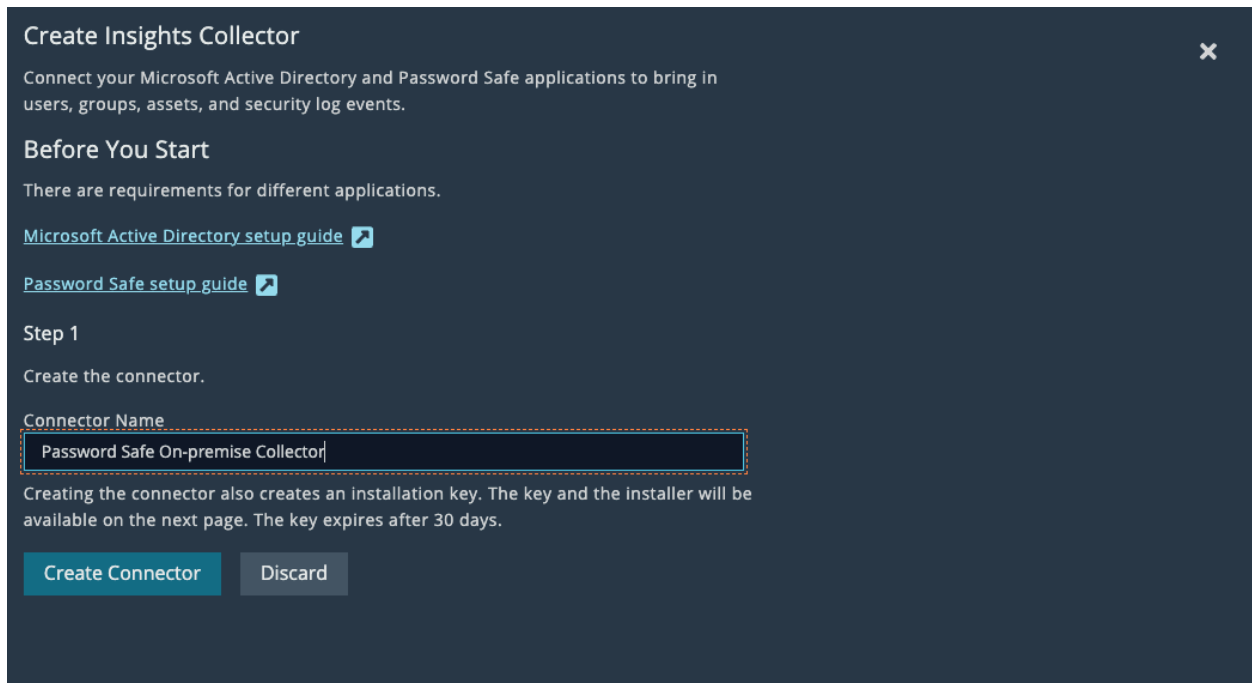 Create Insights Collector
Connect your Microsoft Active Directory and Password Safe applications to bring in
users, groups, assets, and security log events.
Before You Start
There are requirements for different applications.
Microsoft Active Directory setup guide
Password Safe setup guide
Step 1
Create the connector.
Connector Name
Password Safe On-premise Collector
Creating the connector also creates an installation key. The key and the installer will be
available on the next page. The key expires after 30 days.
Create Connector Discard